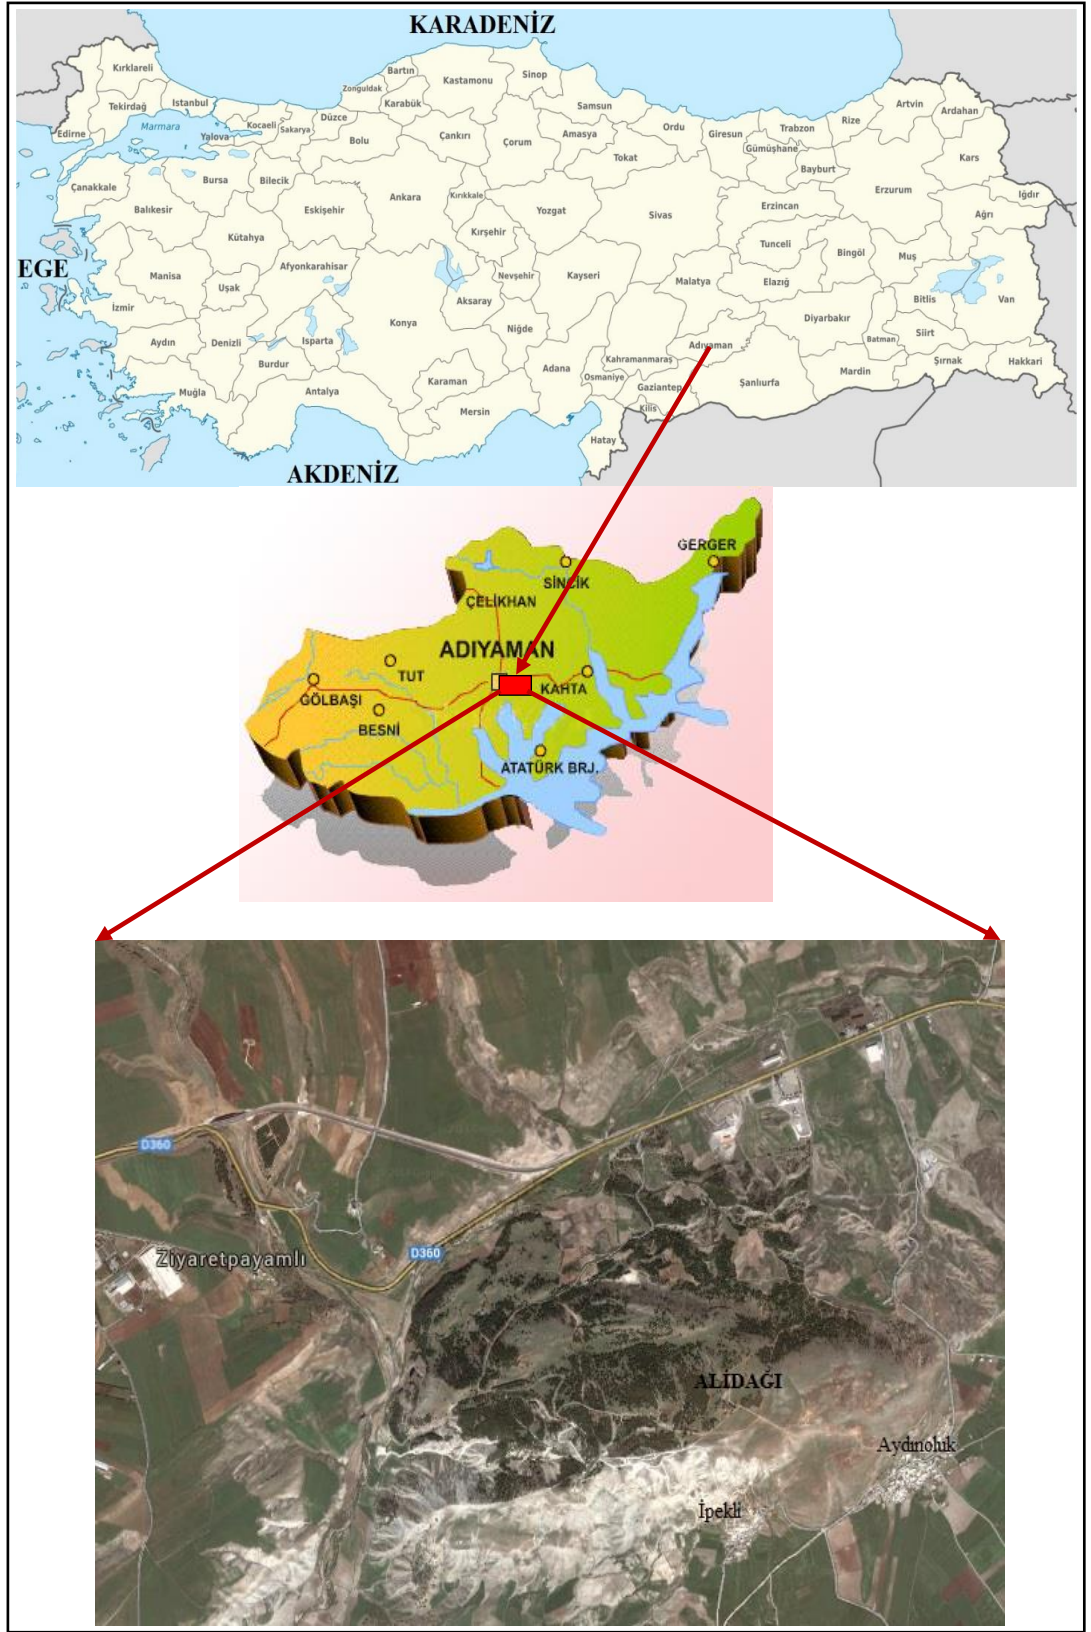 KARADENİZ
Kırklareli
Edirne
Tekirdağ
Istanbul
Marmara
Yalova
Kocaeli
Sakarya
Düzce
Zonguldak
Bartın
Karabük
Kastamonu
Sinop
Samsun
Bolu
Çankırı
Çorum
Amasya
Tokat
Ordu
Giresun
Gümüşhane
Trabzon
Bayburt
Rize
Artvin
Ardahan
Kars
Iğdır
Erzurum
Ağrı
Çanakkale
Balıkesir
Bursa
Bilecik
Eskişehir
Ankara
Kırıkkale
Kırşehir
Yozgat
Sivas
Erzincan
Tunceli
Bingöl
Muş
Kütahya
EGE
Manisa
Uşak
Afyonkarahisar
Konya
Aksaray
Nevşehir
Kayseri
Malatya
Elazığ
Bitlis
Van
İzmir
Aydın
Denizli
Burdur
Isparta
Niğde
Adana
Kahramanmaraş
Adıyaman
Diyarbakır
Batman
Siirt
Şırnak
Hakkari
Muğla
Antalya
Karaman
Mersin
Osmaniye
Gaziantep
Kilis
Hatay
Şanlıurfa
Mardin
AKDENİZ
GERGER
SİNCİK
ÇELİKHAN
ADIYAMAN
TUT
GÖLBAŞI
KAHTA
BESNİ
ATATÜRK BRJ.
D360
D360
Ziyaretpayamlı
ALİDAĞI
Aydınoluk
İpekli